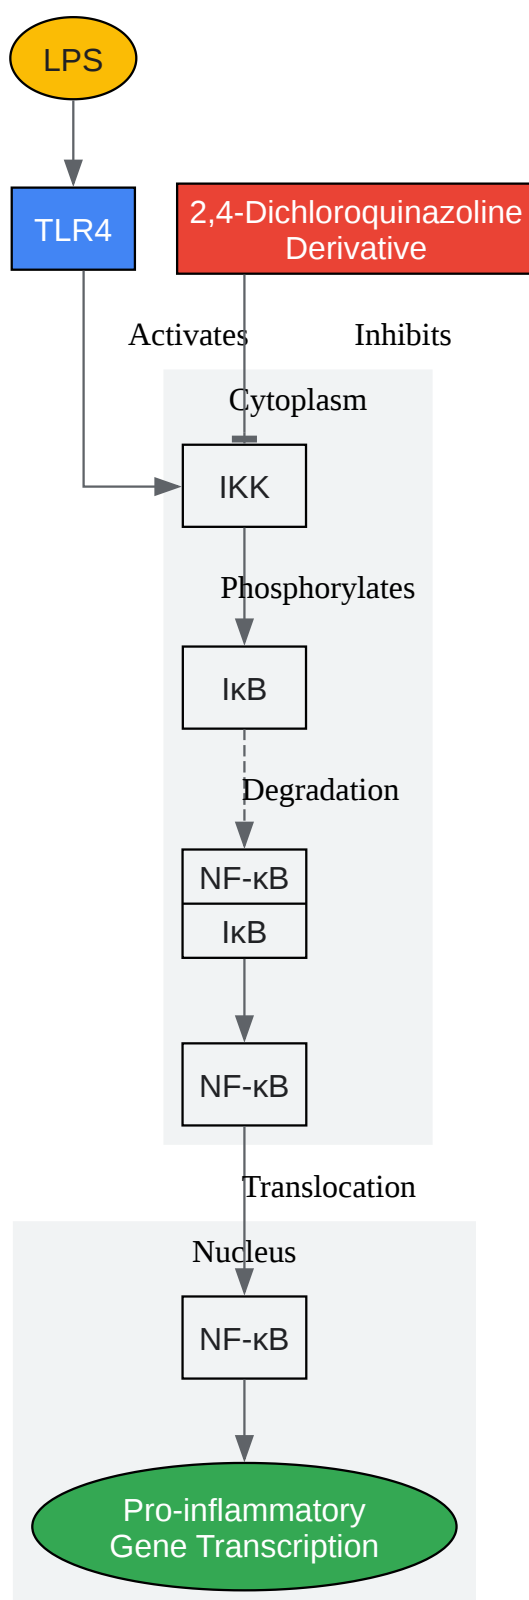 LPS
TLR4
2,4-Dichloroquinazoline
Derivative
Activates
Inhibits
Cytoplasm
IKK
Phosphorylates
IκB
Degradation
NF-κB
IκB
NF-κB
Translocation
Nucleus
NF-κB
Pro-inflammatory
Gene Transcription